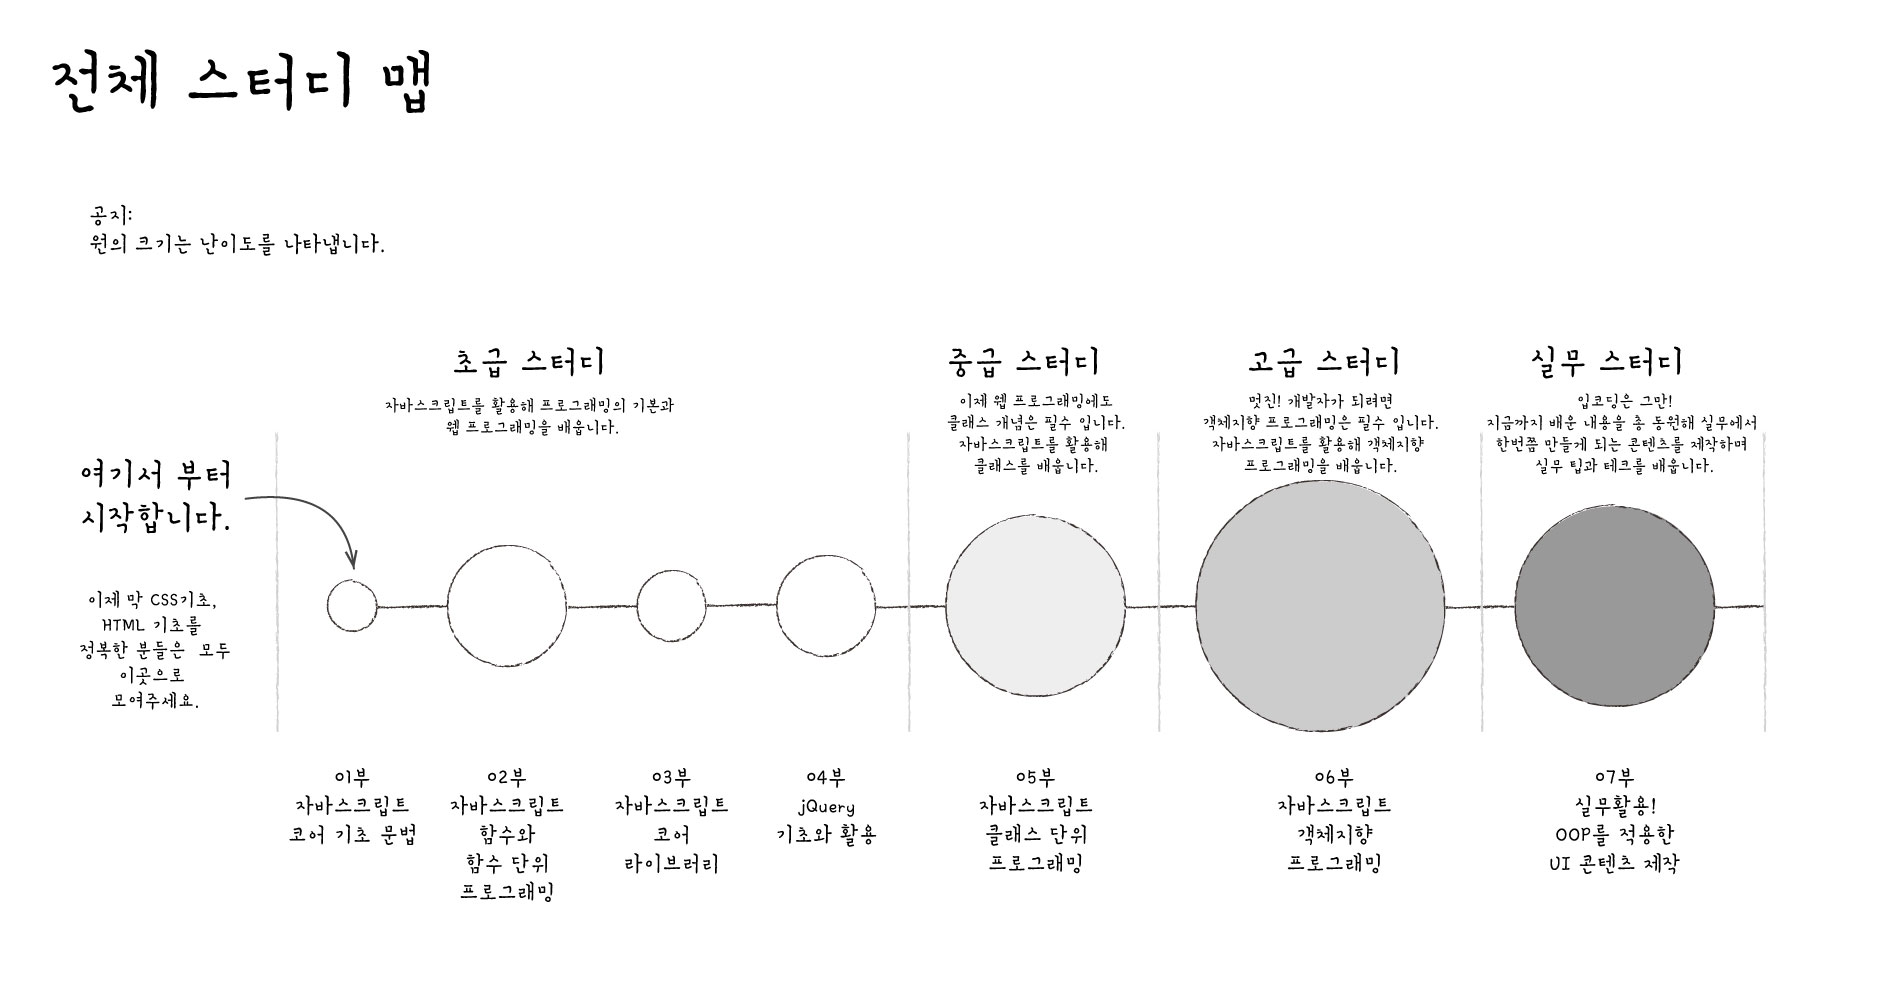 전체 스터디 맵
공지:
원의 크기는 난이도를 나타냅니다.
초급 스터디
자바스크립트를 활용해 프로그래밍의 기본과
웹 프로그래밍을 배웁니다.
중급 스터디
이제 웹 프로그래밍에도
클래스 개념은 필수 입니다.
자바스크립트를 활용해
클래스를 배웁니다.
고급 스터디
멋진! 개발자가 되려면
객체지향 프로그래밍은 필수 입니다.
자바스크립트를 활용해 객체지향
프로그래밍을 배웁니다.
실무 스터디
입코딩은 그만!
지금까지 배운 내용을 총 동원해 실무에서
한번쯤 만들게 되는 콘텐츠를 제작하며
실무 팁과 테크를 배웁니다.
여기서 부터
시작합니다.
이제 막 CSS기초,
HTML 기초를
정복한 분들은 모두
이곳으로
모여주세요.
01부
자바스크립트
코어 기초 문법
02부
자바스크립트
함수와
함수 단위
프로그래밍
03부
자바스크립트
코어
라이브러리
04부
jQuery
기초와 활용
05부
자바스크립트
클래스 단위
프로그래밍
06부
자바스크립트
객체지향
프로그래밍
07부
실무활용!
OOP를 적용한
UI 콘텐츠 제작